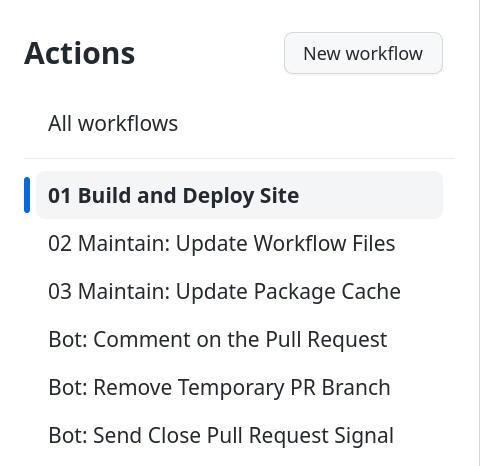 Actions
New workflow
All workflows
01 Build and Deploy Site
02 Maintain: Update Workflow Files
03 Maintain: Update Package Cache
Bot: Comment on the Pull Request
Bot: Remove Temporary PR Branch
Bot: Send Close Pull Request Signal